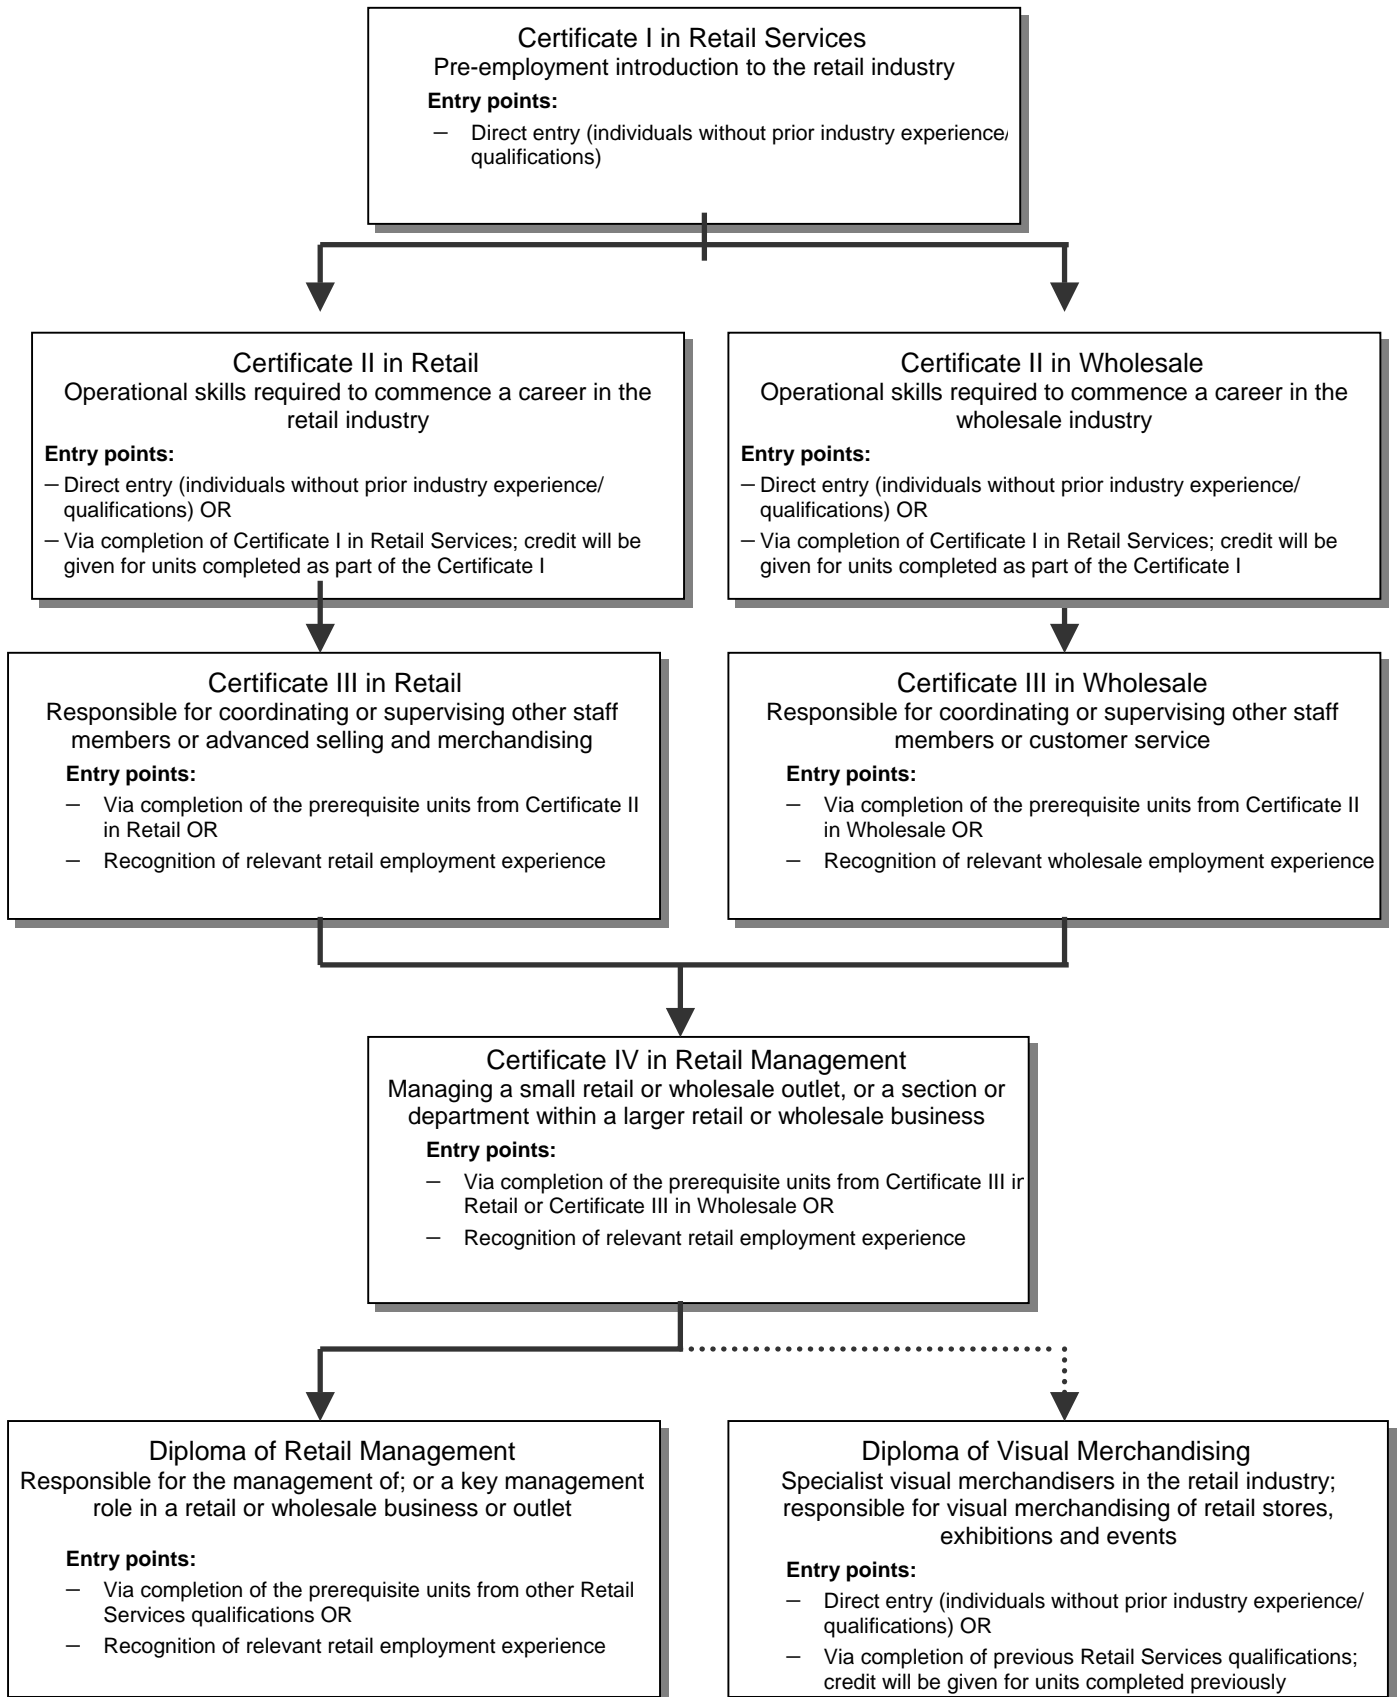 Certificate I in Retail Services
Pre-employment introduction to the retail industry
Entry points:
– Direct entry (individuals without prior industry experience/
qualifications)
Certificate II in Retail
Operational skills required to commence a career in the
retail industry
Entry points:
– Direct entry (individuals without prior industry experience/
qualifications) OR
– Via completion of Certificate I in Retail Services; credit will be
given for units completed as part of the Certificate I
Certificate II in Wholesale
Operational skills required to commence a career in the
wholesale industry
Entry points:
– Direct entry (individuals without prior industry experience/
qualifications) OR
– Via completion of Certificate I in Retail Services; credit will be
given for units completed as part of the Certificate I
Certificate III in Retail
Responsible for coordinating or supervising other staff
members or advanced selling and merchandising
Entry points:
– Via completion of the prerequisite units from Certificate II
in Retail OR
– Recognition of relevant retail employment experience
Certificate III in Wholesale
Responsible for coordinating or supervising other staff
members or customer service
Entry points:
– Via completion of the prerequisite units from Certificate II
in Wholesale OR
– Recognition of relevant wholesale employment experience
Certificate IV in Retail Management
Managing a small retail or wholesale outlet, or a section or
department within a larger retail or wholesale business
Entry points:
– Via completion of the prerequisite units from Certificate III in
Retail or Certificate III in Wholesale OR
– Recognition of relevant retail employment experience
Diploma of Retail Management
Responsible for the management of; or a key management
role in a retail or wholesale business or outlet
Entry points:
– Via completion of the prerequisite units from other Retail
Services qualifications OR
– Recognition of relevant retail employment experience
Diploma of Visual Merchandising
Specialist visual merchandisers in the retail industry;
responsible for visual merchandising of retail stores,
exhibitions and events
Entry points:
– Direct entry (individuals without prior industry experience/
qualifications) OR
– Via completion of previous Retail Services qualifications;
credit will be given for units completed previously